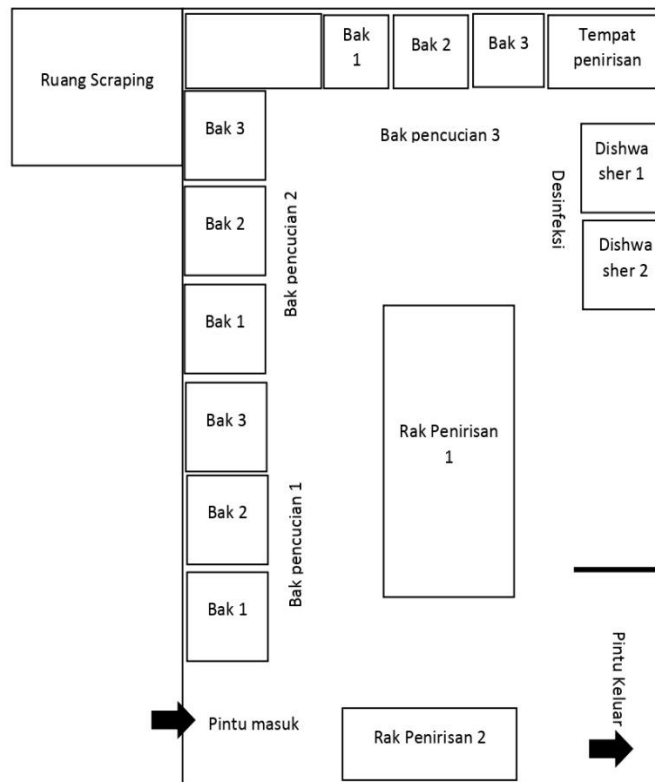 Ruang Scraping
Bak
1
Bak 2
Bak 3
Tempat
penirisan
Bak 3
Bak 2
Bak 1
Bak pencucian 2
Bak pencucian 3
Desinfeksi
Dishwa
sher 1
Dishwa
sher 2
Bak 3
Bak 2
Bak 1
Bak pencucian 1
Rak Penirisan
1
Pintu masuk
Rak Penirisan 2
Pintu Keluar